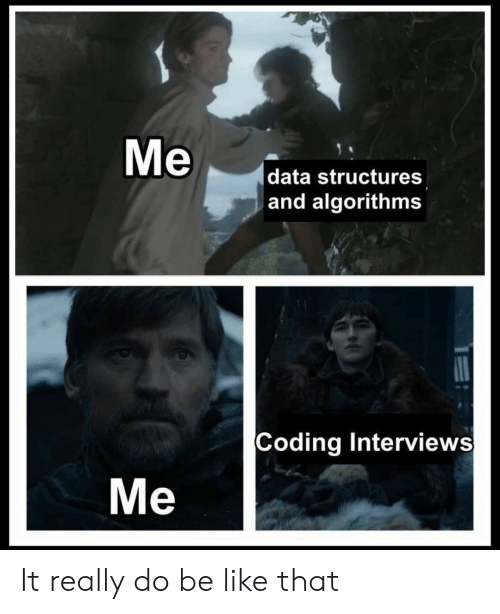 Me
data structures
and algorithms
Coding Interviews
Me
It really do be like that